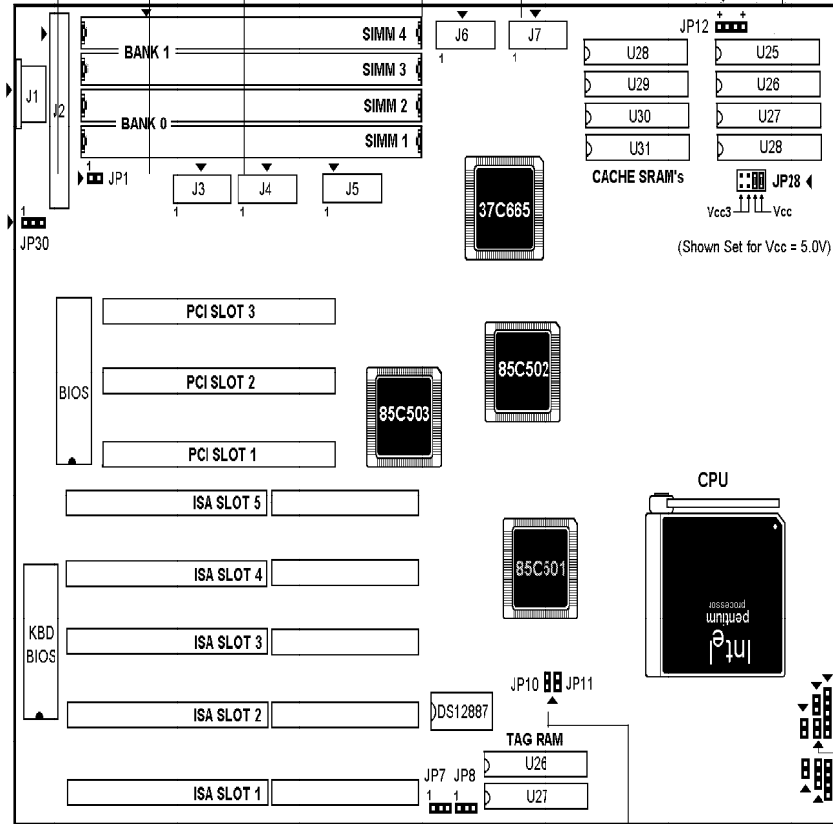 JP12
+ +
SIMM 4
BANK 1
J6
J7
U28
U25
SIMM 3
U29
U26
J1
J2
SIMM 2
BANK 0
U30
U27
SIMM 1
U31
U28
1
1
1
JP1
J3
J4
J5
CACHE SRAM's
JP28
1
1
1
37C665
1
JP30
Vcc3
Vcc
(Shown Set for Vcc = 5.0V)
PCI SLOT 3
BIOS
PCI SLOT 2
85C502
85C503
PCI SLOT 1
CPU
ISA SLOT 5
ISA SLOT 4
85C501
KBD
BIOS
ISA SLOT 3
Intel
pentium
processor
JP10
JP11
ISA SLOT 2
DS12887
TAG RAM
U26
JP7
JP8
1
1
U27
ISA SLOT 1